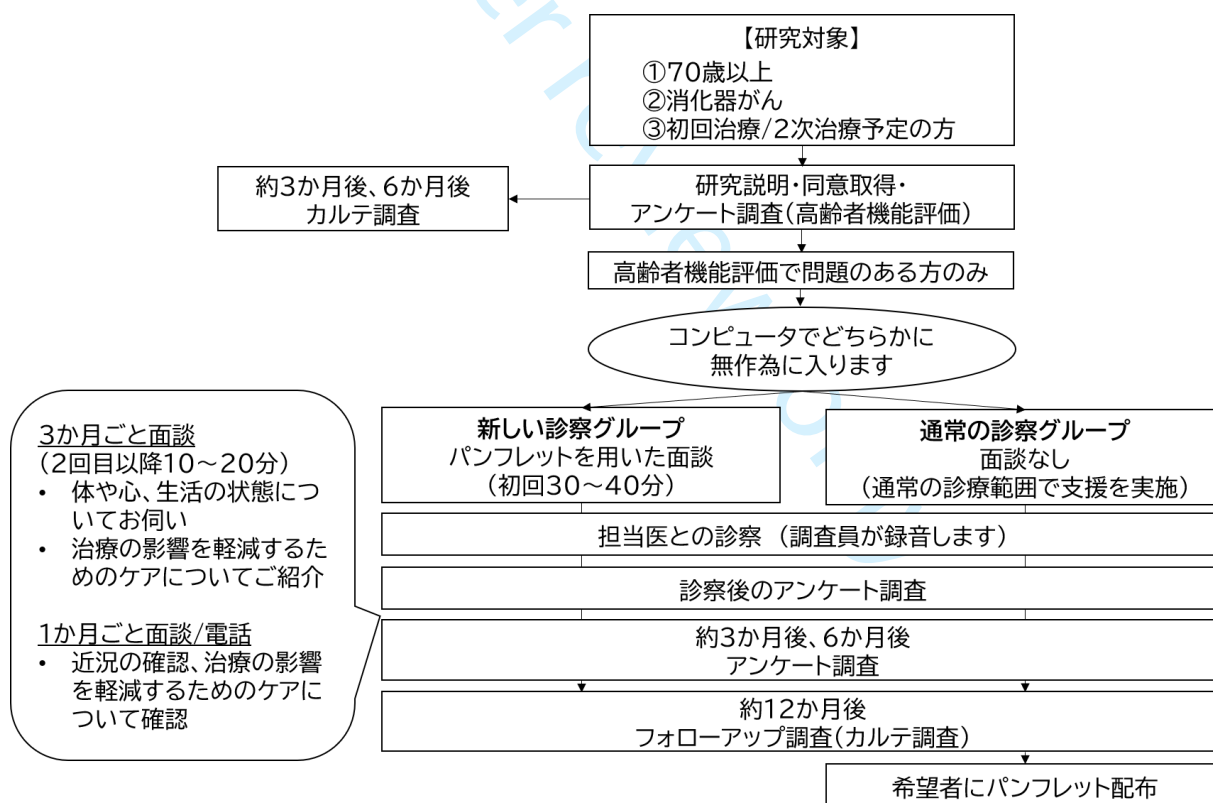 【研究対象】
①70歳以上
②消化器がん
③初回治療/2次治療予定の方
約3か月後、6か月後
カルテ調査
研究説明・同意取得・
アンケート調査(高齢者機能評価)
高齢者機能評価で問題のある方のみ
コンピュータでどちらかに
無作為に入ります
新しい診察グループ
パンフレットを用いた面談
(初回30~40分)
通常の診察グループ
面談なし
(通常の診療範囲で支援を実施)
3か月ごと面談
(2回目以降10~20分)
• 体や心、生活の状態につ
いてお伺い
• 治療の影響を軽減するた
めのケアについてご紹介
1か月ごと面談/電話
• 近況の確認、治療の影響
を軽減するためのケアに
ついて確認
担当医との診察 (調査員が録音します)
診察後のアンケート調査
約3か月後、6か月後
アンケート調査
約12か月後
フォローアップ調査(カルテ調査)
希望者にパンフレット配布